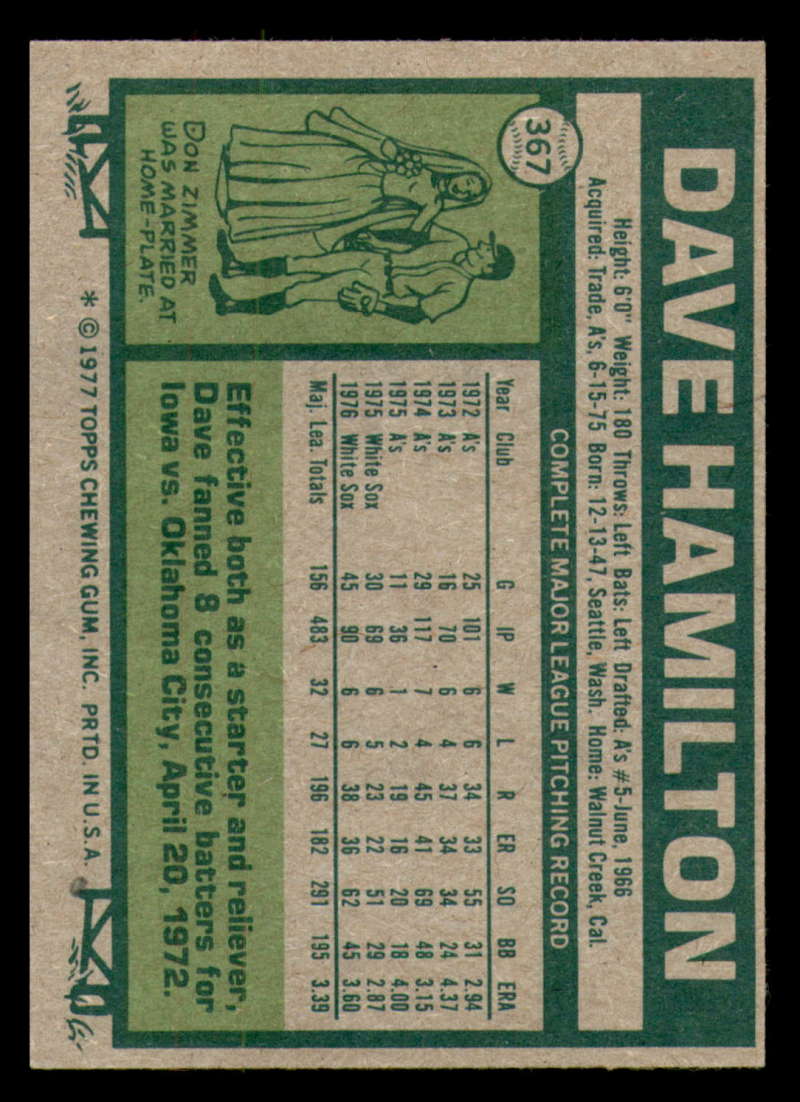 DAVE HAMILTON
367
Height: 6'0" Weight: 180 Throws: Left Bats: Left Drafted: A's #5-June, 1966
Acquired: Trade, A's, 6-15-75 Born: 12-13-47, Seattle, Wash. Home: Walnut Creek, Cal.
COMPLETE MAJOR LEAGUE PITCHING RECORD
Year Club G IP W L R ER SO BB ERA
1972 A's 25 101 6 6 34 33 55 31 2.94
1973 A's 16 70 6 4 37 34 34 24 4.37
1974 A's 29 117 7 4 45 41 69 48 3.15
1975 A's 11 36 1 2 19 16 20 18 4.00
1975 White Sox 30 69 6 5 23 22 51 29 2.87
1976 White Sox 45 90 6 6 38 36 62 45 3.60
Maj. Lea. Totals 156 483 32 27 196 182 291 195 3.39
DON ZIMMER
WAS MARRIED AT
HOME-PLATE.
Effective both as a starter and reliever,
Dave fanned 8 consecutive batters for
Iowa vs. Oklahoma City, April 20, 1972.
* © 1977 TOPPS CHEWING GUM, INC. PRTD. IN U.S.A.